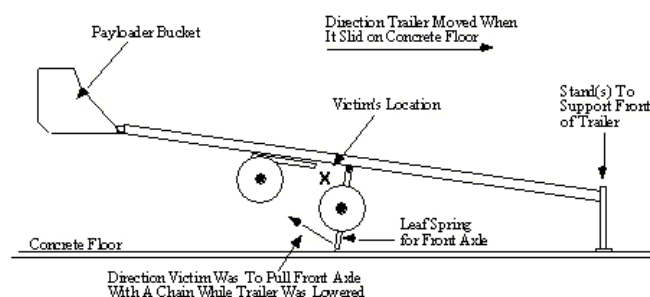 Direction Trailer Moved When
It Slid on Concrete Floor
Payloader Bucket
Stand(s) To
Support Front
of Trailer
Victim's Location
X
Leaf Spring
for Front Axle
Concrete Floor
Direction Victim Was To Pull Front Axle
With A Chain While Trailer Was Lowered